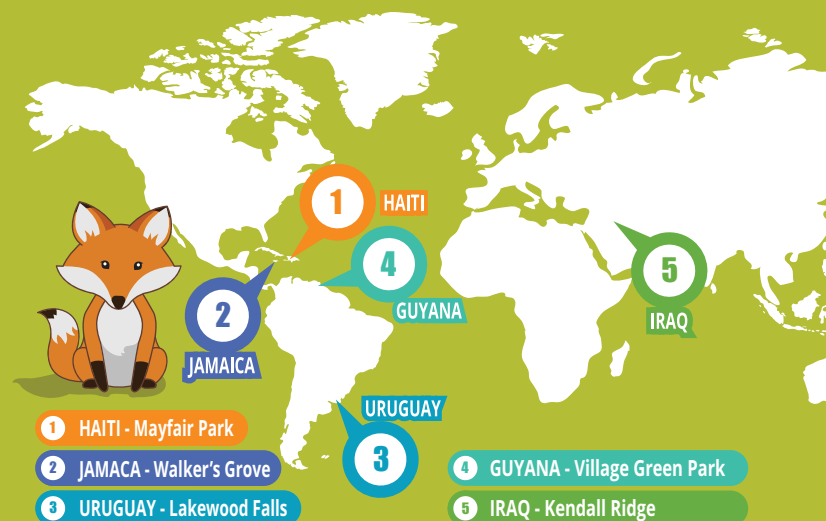 1 HAITI
4
GUYANA
2
JAMAICA
5
IRAQ
URUGUAY
3
1 HAITI - Mayfair Park
2 JAMACA - Walker's Grove
3 URUGUAY - Lakewood Falls
4 GUYANA - Village Green Park
5 IRAQ - Kendall Ridge